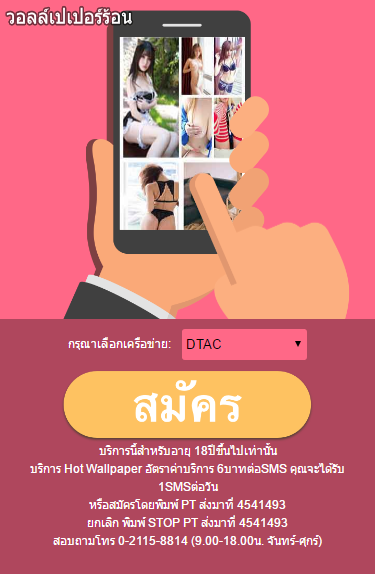 วอลล์เปเปอร์ร้อน
กรุณาเลือกเครือข่าย: DTAC
สมัคร
บริการนี้สำหรับอายุ 18ปีขึ้นไปเท่านั้น
บริการ Hot Wallpaper อัตราค่าบริการ 6บาทต่อSMS คุณจะได้รับ
1SMSต่อวัน
หรือสมัครโดยพิมพ์ PT ส่งมาที่ 4541493
ยกเลิก พิมพ์ STOP PT ส่งมาที่ 4541493
สอบถามโทร 0-2115-8814 (9.00-18.00น. จันทร์-ศุกร์)